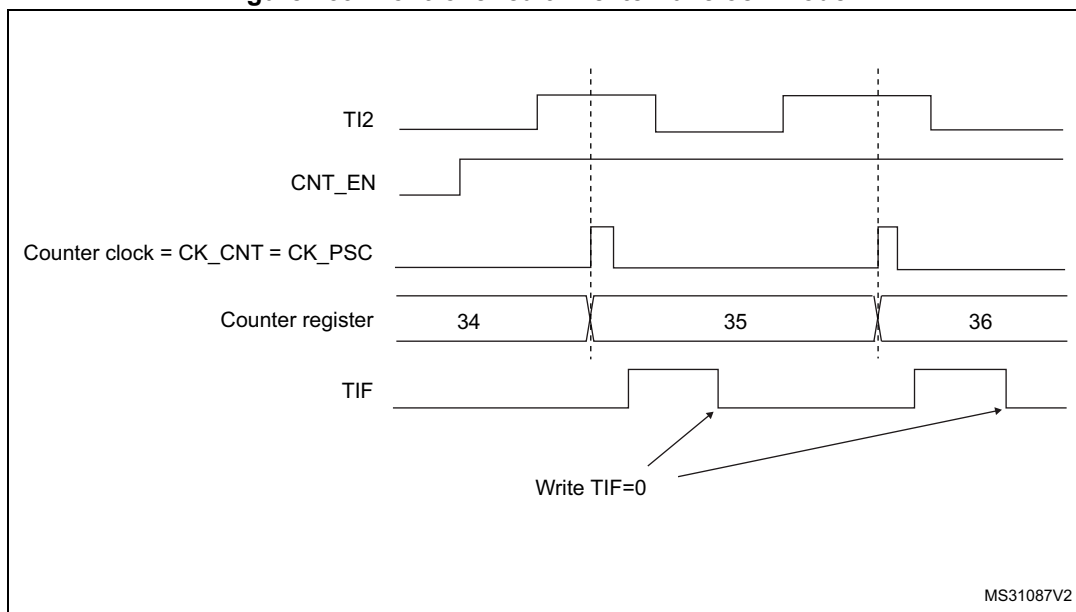 TI2
CNT_EN
Counter clock = CK_CNT = CK_PSC
Counter register 34 35 36
TIF
Write TIF=0
MS31087V2